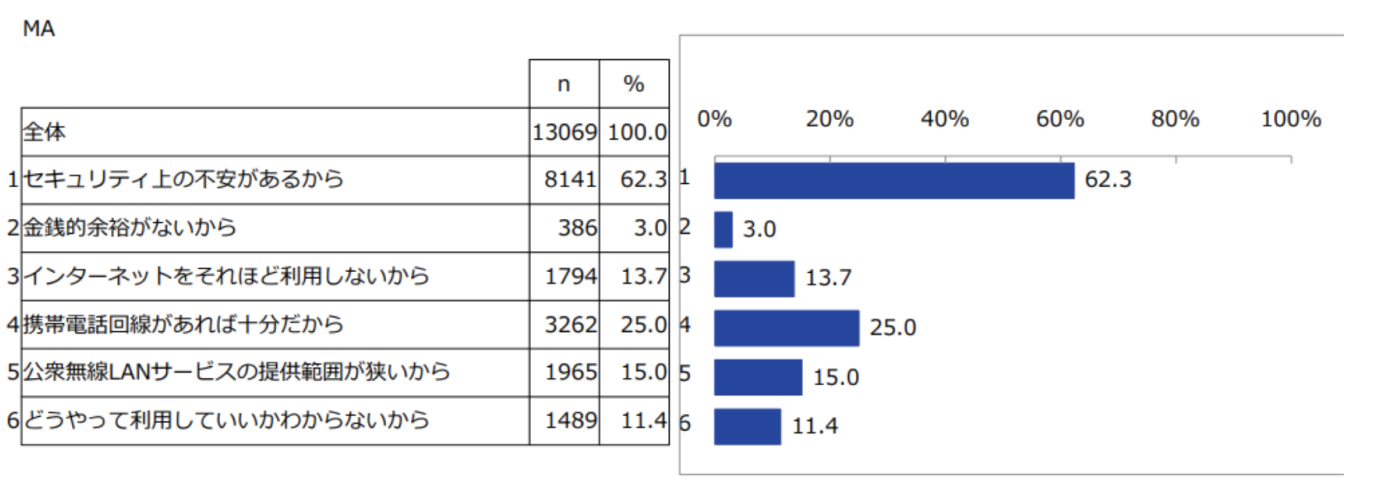 MA
n %
全体 13069 100.0
1 セキュリティ上の不安があるから 8141 62.3
2 金銭的余裕がないから 386 3.0
3 インターネットをそれほど利用しないから 1794 13.7
4 携帯電話回線があれば十分だから 3262 25.0
5 公衆無線LANサービスの提供範囲が狭いから 1965 15.0
6 どうやって利用していいかわからないから 1489 11.4
0% 20% 40% 60% 80% 100%
1 62.3
2 3.0
3 13.7
4 25.0
5 15.0
6 11.4